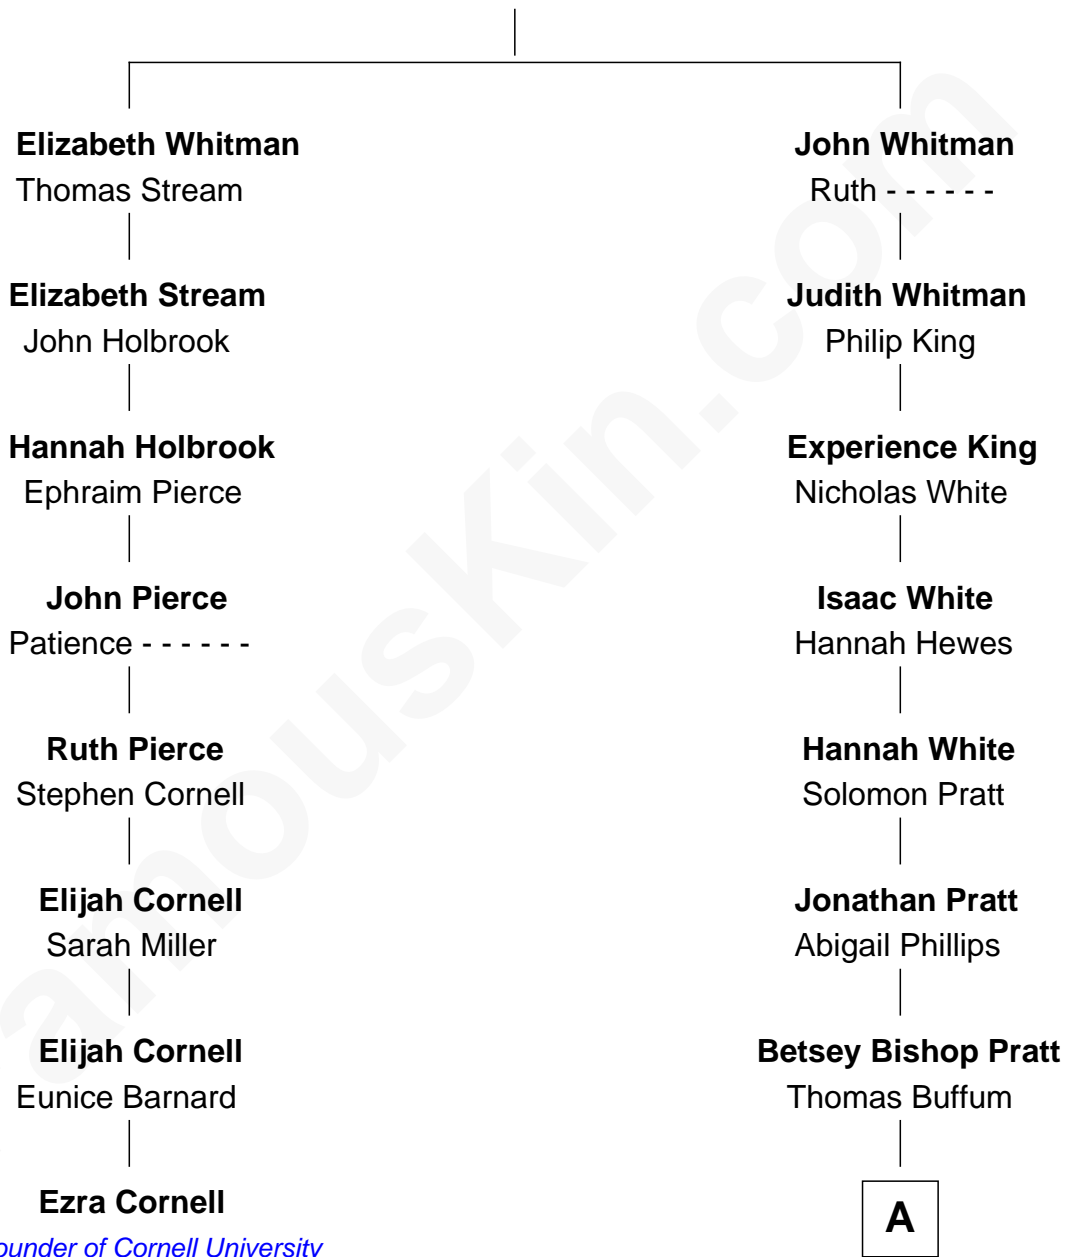 Elizabeth Whitman
Thomas Stream
Elizabeth Stream
John Holbrook
Hannah Holbrook
Ephraim Pierce
John Pierce
Patience - - - - - -
Ruth Pierce
Stephen Cornell
Elijah Cornell
Sarah Miller
Elijah Cornell
Eunice Barnard
Ezra Cornell
ounder of Cornell University
John Whitman
Ruth - - - - - -
Judith Whitman
Philip King
Experience King
Nicholas White
Isaac White
Hannah Hewes
Hannah White
Solomon Pratt
Jonathan Pratt
Abigail Phillips
Betsey Bishop Pratt
Thomas Buffum
A
amouskin.com